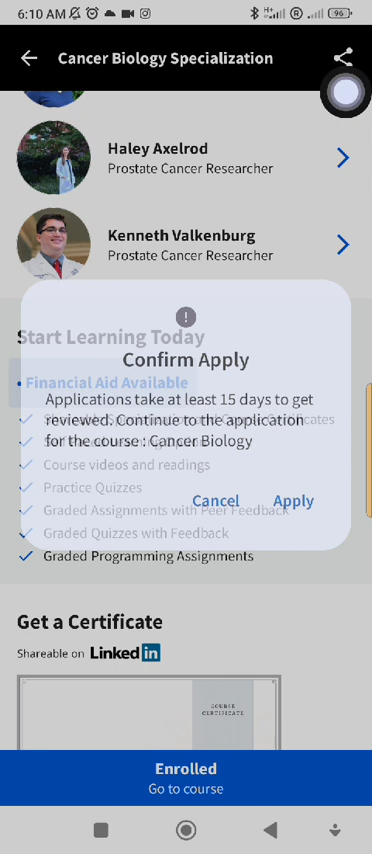 6:10 AM
H+
R
96
Cancer Biology Specialization
Haley Axelrod
Prostate Cancer Researcher
Kenneth Valkenburg
Prostate Cancer Researcher
Start Learning Today
Confirm Apply
• Financial Aid Available
Applications take at least 15 days to get
reviewed. Continue to the application
for the course : Cancer Biology
Course videos and readings
Practice Quizzes
Cancel Apply
Graded Assignments with Peer Feedback
Graded Quizzes with Feedback
Graded Programming Assignments
Get a Certificate
Shareable on Linked in
COURSE
CERTIFICATE
Enrolled
Go to course